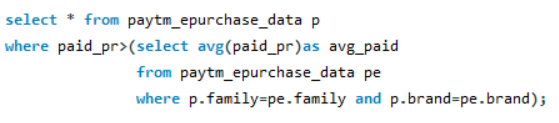 select * from paytm_epurchase_data p
where paid_pr>(select avg(paid_pr)as avg_paid
from paytm_epurchase_data pe
where p.family=pe.family and p.brand=pe.brand);